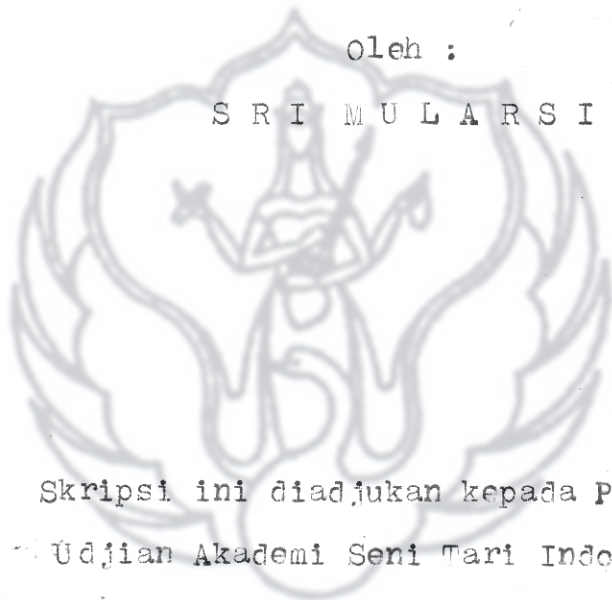 Oleh :
S R I M U L A R S I
Skripsi ini diadjukan kepada P
Udjian Akademi Seni Tari Indo